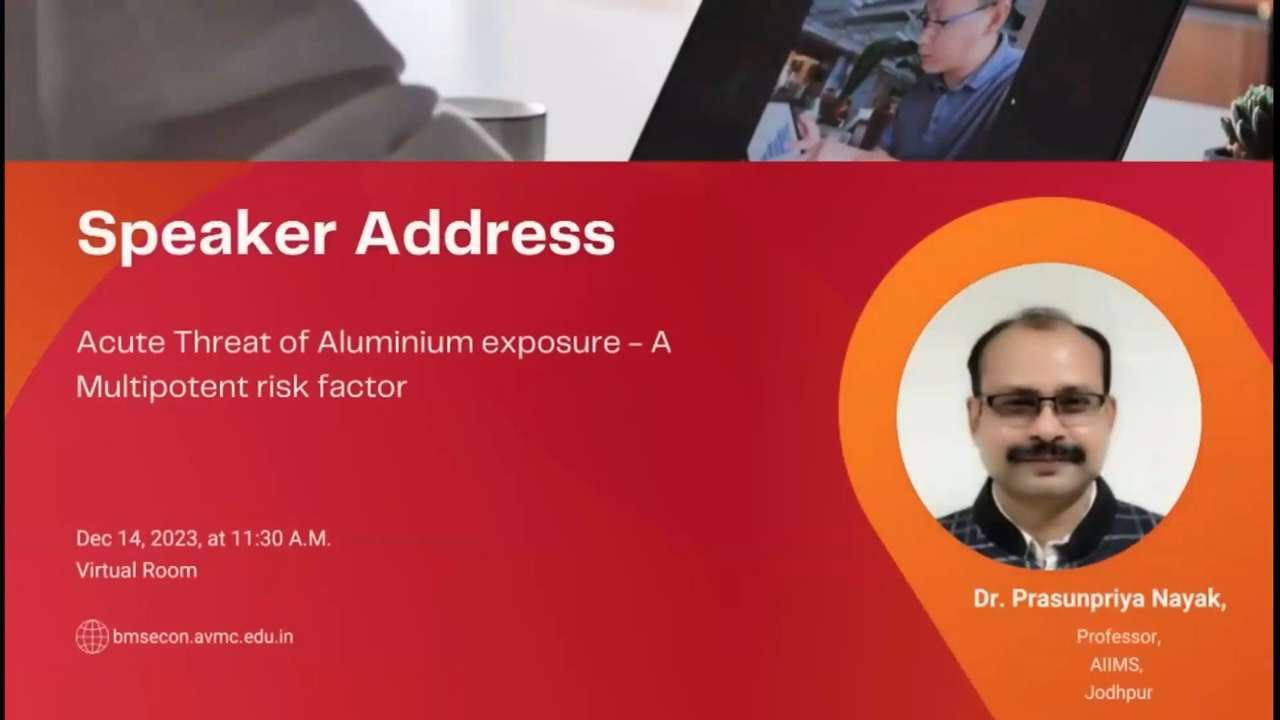 Speaker Address
Acute Threat of Aluminium exposure – A
Multipotent risk factor
Dec 14, 2023, at 11:30 A.M.
Virtual Room
bmsecon.avmc.edu.in
Dr. Prasunpriya Nayak,
Professor,
AIIMS,
Jodhpur